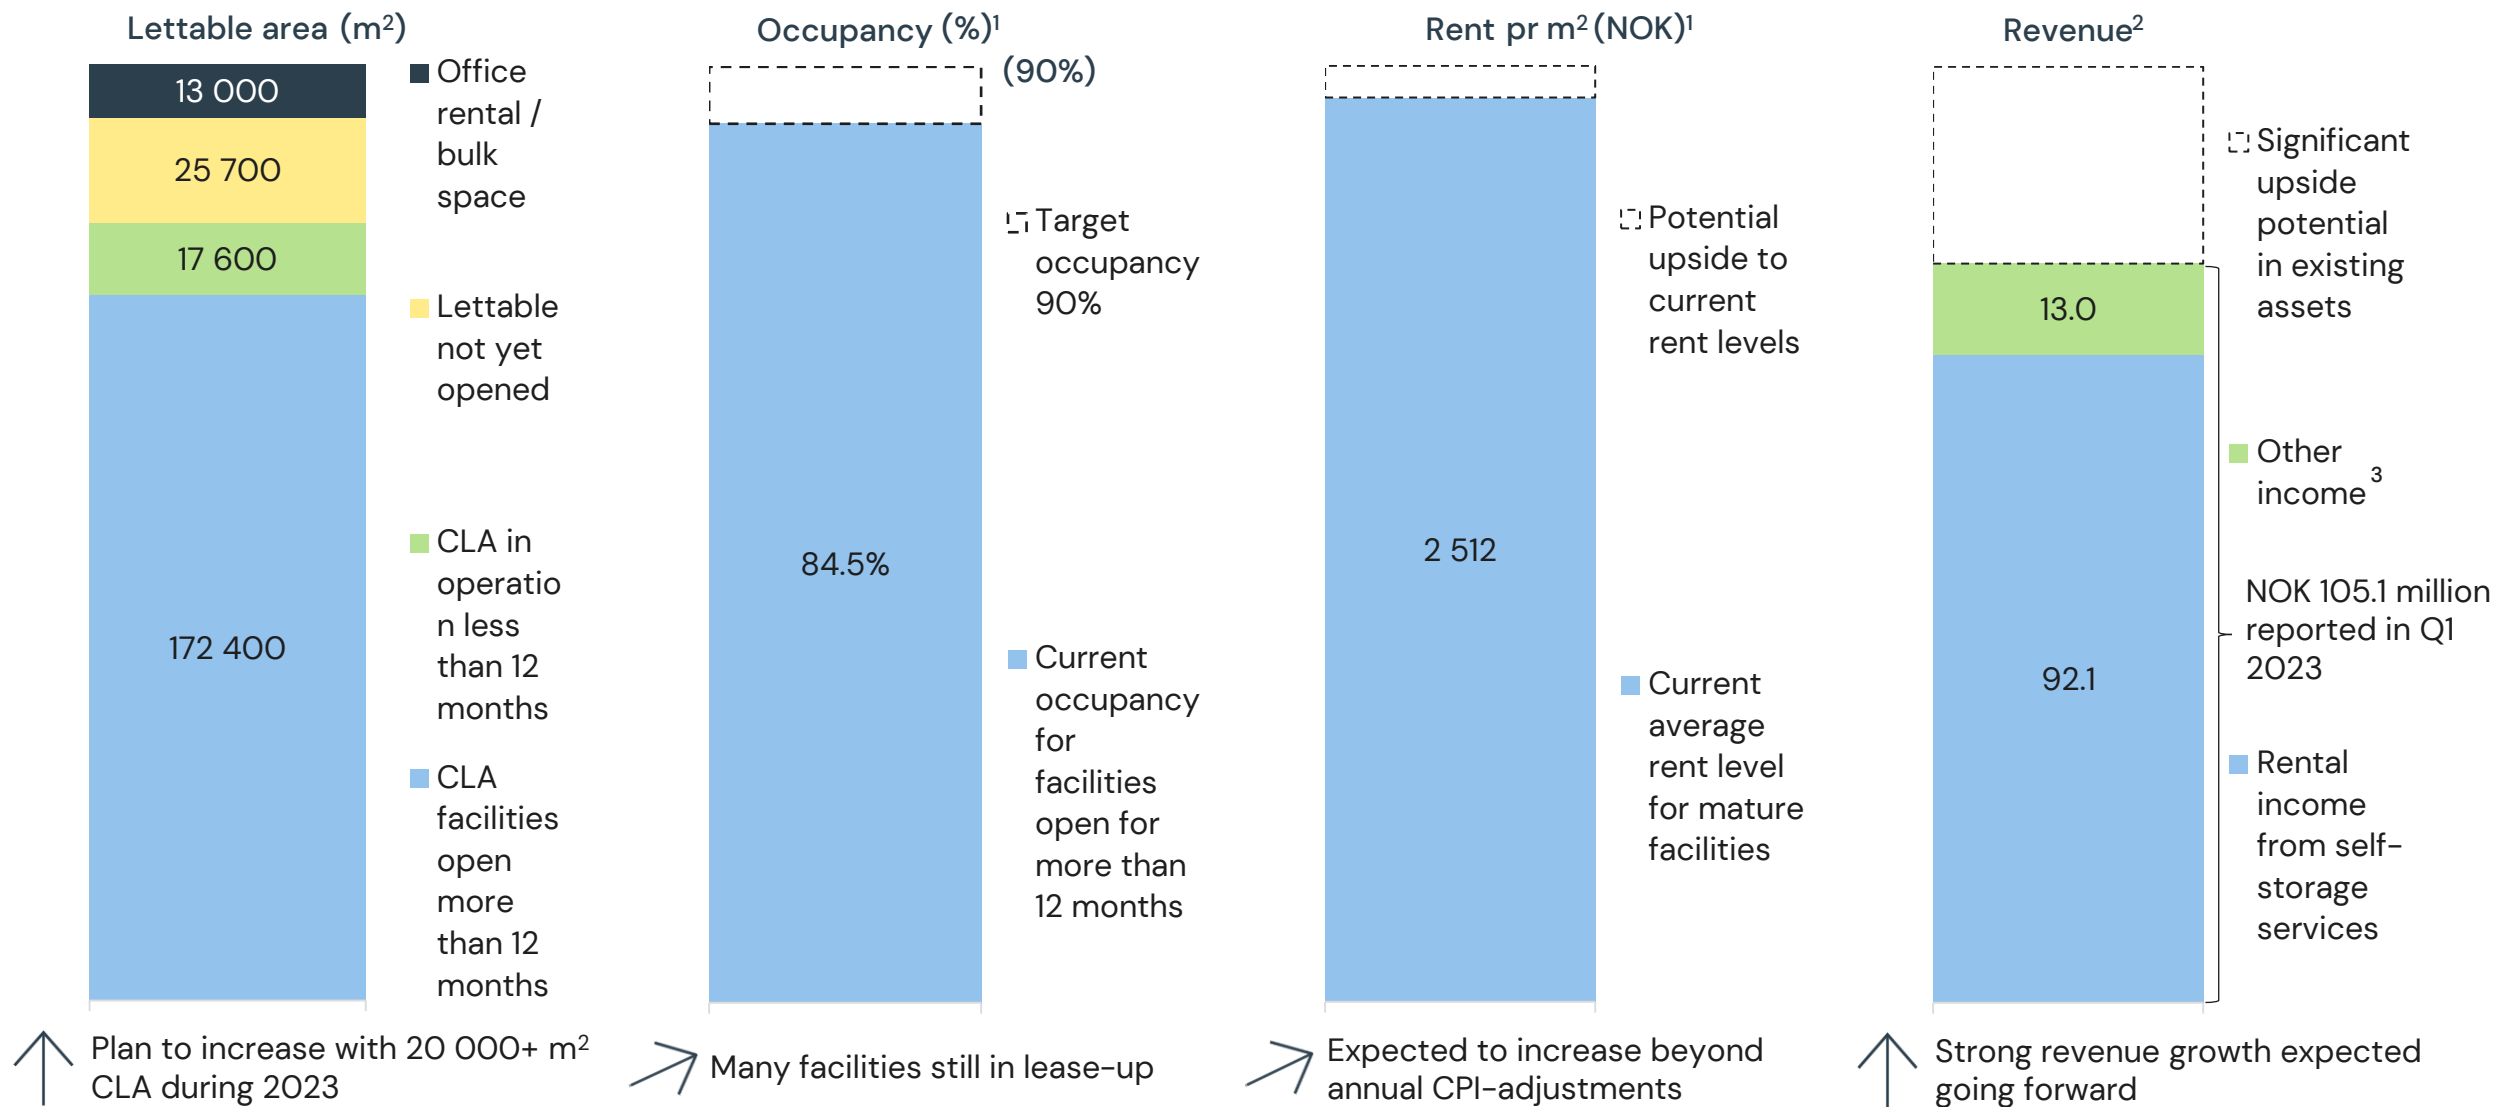 Lettable area (m²)
13 000
25 700
17 600
172 400
Office
rental /
bulk
space
Lettable
not yet
opened
CLA in
operatio
n less
than 12
months
CLA
facilities
open
more
than 12
months
Plan to increase with 20 000+ m²
CLA during 2023
Occupancy (%)¹
(90%)
84.5%
Target
occupancy
90%
Current
occupancy
for
facilities
open for
more than
12 months
Many facilities still in lease-up
Rent pr m² (NOK)¹
2 512
Potential
upside to
current
rent levels
Current
average
rent level
for mature
facilities
Expected to increase beyond
annual CPI-adjustments
Revenue²
13.0
92.1
Significant
upside
potential
in existing
assets
Other
income³
NOK 105.1 million
reported in Q1
2023
Rental
income
from self-
storage
services
Strong revenue growth expected
going forward